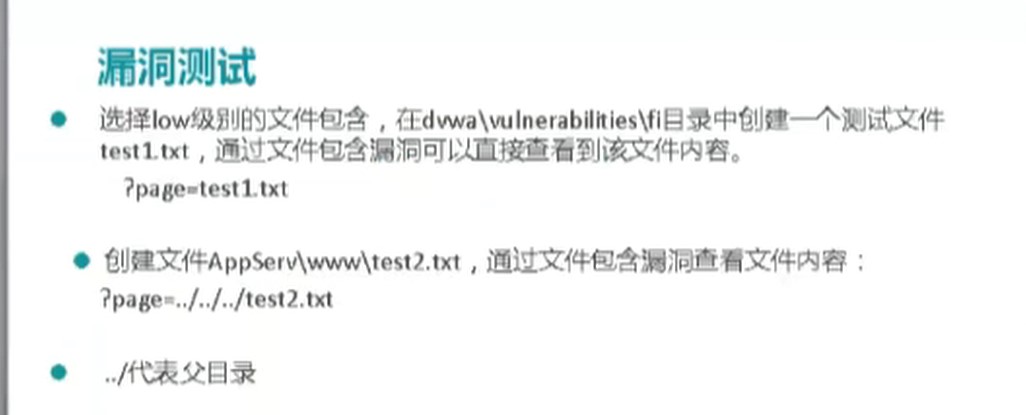 漏洞测试
选择low级别的文件包含，在dvwa\vulnerabilities\fi目录中创建一个测试文件
test1.txt，通过文件包含漏洞可以直接查看到该文件内容。
?page=test1.txt
创建文件AppServ\www\test2.txt，通过文件包含漏洞查看文件内容：
?page=../../../test2.txt
../代表父目录